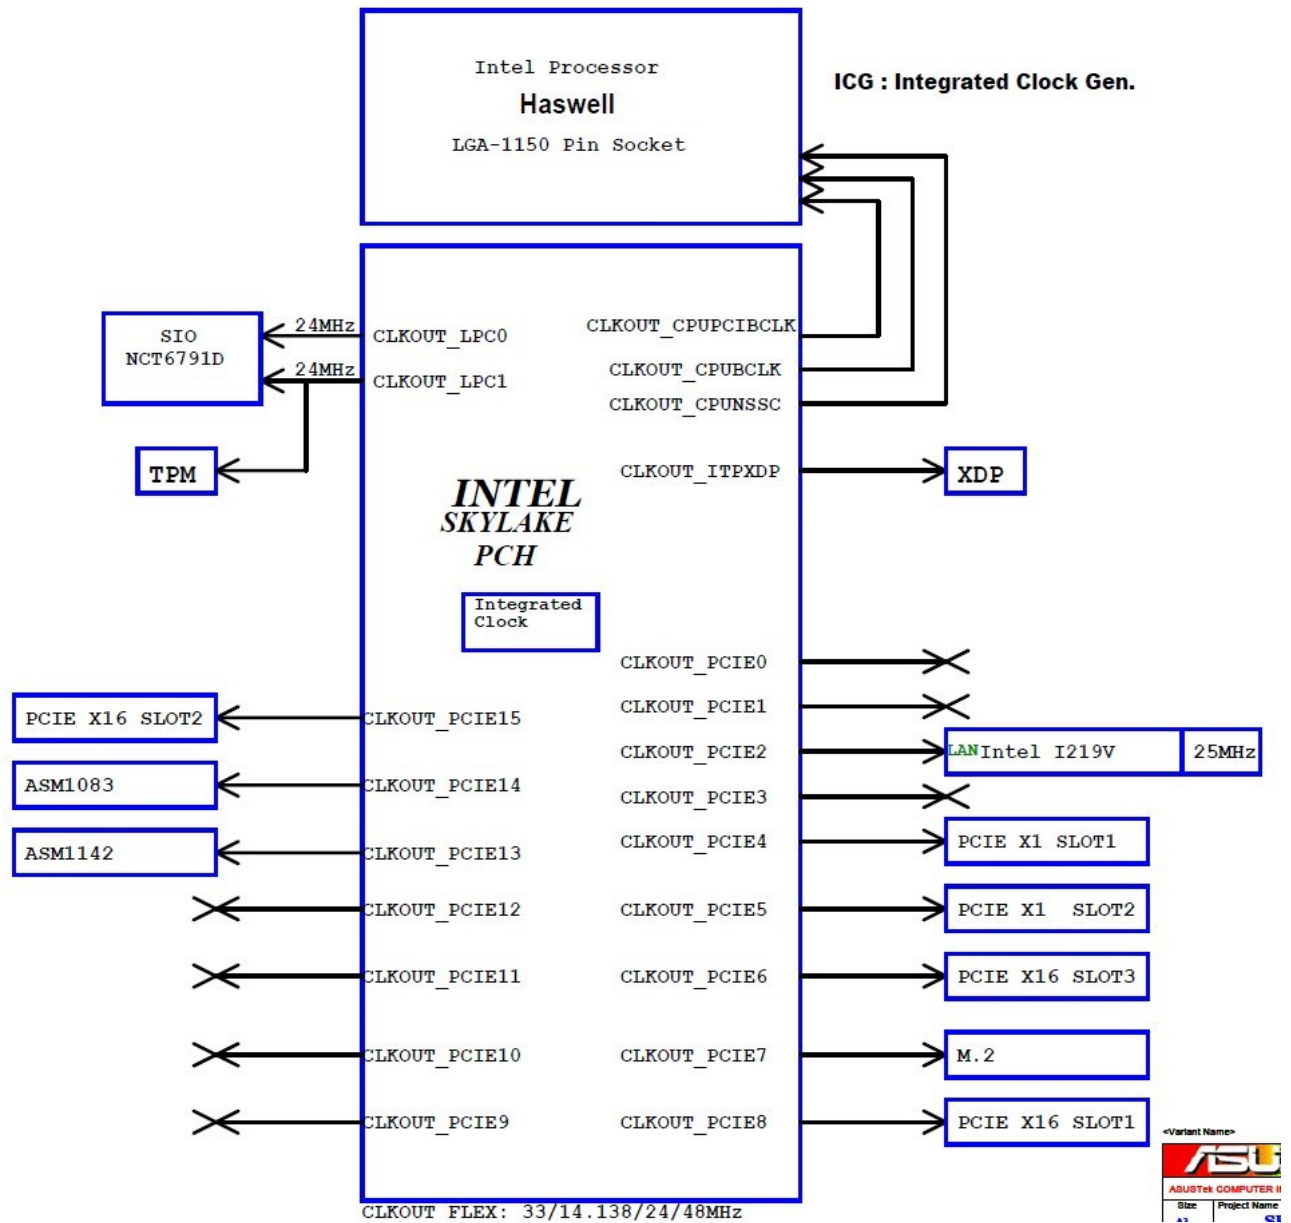 Intel Processor
Haswell
LGA-1150 Pin Socket
ICG : Integrated Clock Gen.
SIO
NCT6791D
24MHz
24MHz
TPM
CLKOUT_LPC0
CLKOUT_LPC1
CLKOUT_CPUPCIBCLK
CLKOUT_CPUBCLK
CLKOUT_CPUNSSC
CLKOUT_ITPXDP
XDP
INTEL
SKYLAKE
PCH
Integrated
Clock
PCIE X16 SLOT2
CLKOUT_PCIE15
ASM1083
CLKOUT_PCIE14
ASM1142
CLKOUT_PCIE13
CLKOUT_PCIE12
CLKOUT_PCIE11
CLKOUT_PCIE10
CLKOUT_PCIE9
CLKOUT_PCIE0
CLKOUT_PCIE1
CLKOUT_PCIE2
LAN Intel I219V
25MHz
CLKOUT_PCIE3
CLKOUT_PCIE4
PCIE X1 SLOT1
CLKOUT_PCIE5
PCIE X1 SLOT2
CLKOUT_PCIE6
PCIE X16 SLOT3
CLKOUT_PCIE7
M.2
CLKOUT_PCIE8
PCIE X16 SLOT1
CLKOUT FLEX: 33/14.138/24/48MHz
<Variant Name>
ASUSTek COMPUTER
Size
Project Name